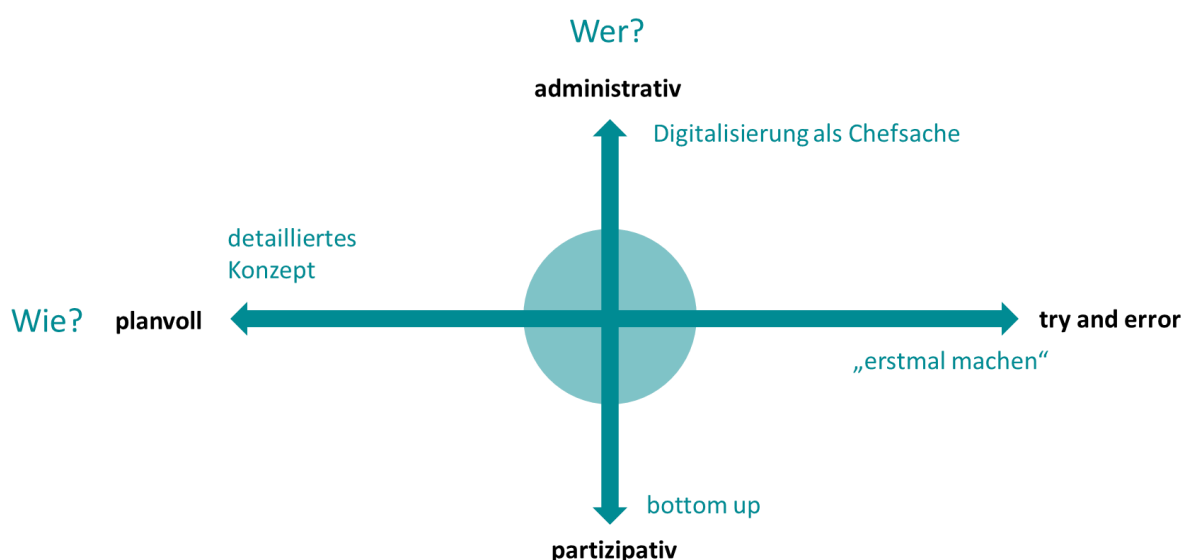 Wer?
administrativ
Digitalisierung als Chefsache
detailliertes
Konzept
Wie?
planvoll
try and error
„erstmal machen“
bottom up
partizipativ